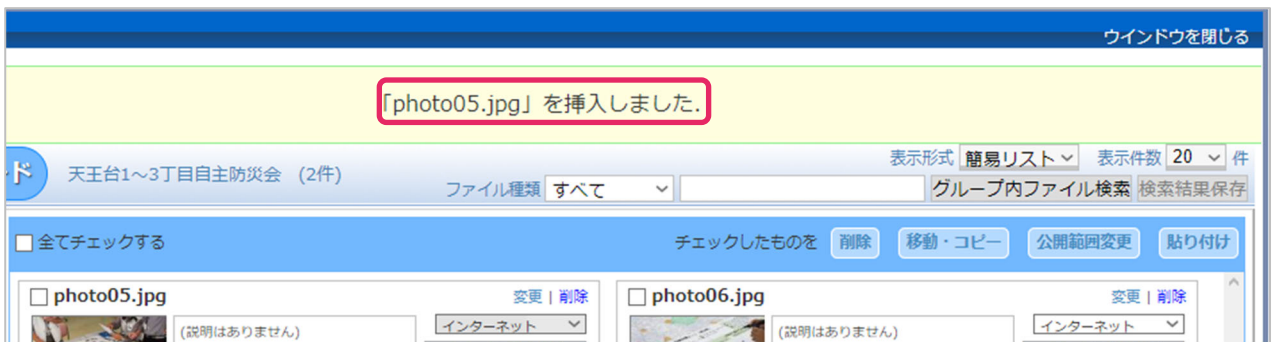 ウインドウを閉じる
「photo05.jpg」を挿入しました.
ド 天王台1～3丁目自主防災会 (2件)
表示形式 簡易リスト 表示件数 20 件
ファイル種類 すべて グループ内ファイル検索 検索結果保存
全てチェックする チェックしたものを 削除 移動・コピー 公開範囲変更 貼り付け
photo05.jpg 変更 | 削除 photo06.jpg 変更 | 削除
(説明はありません) インターネット (説明はありません) インターネット